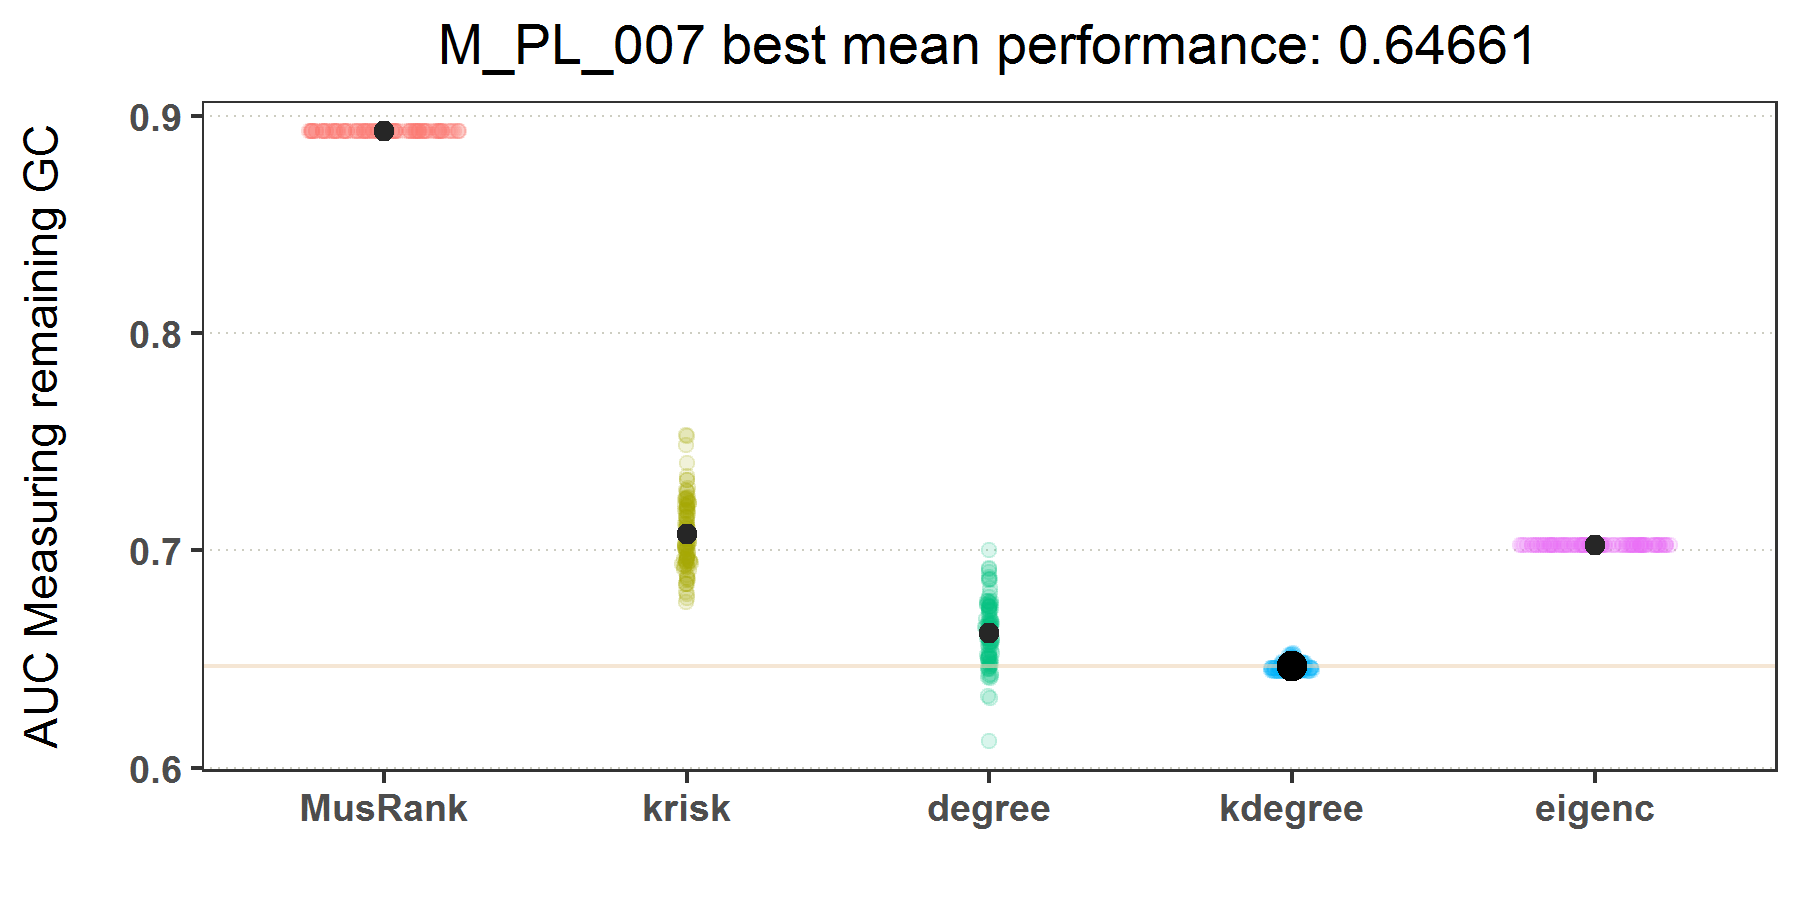 M_PL_007 best mean performance: 0.64661
AUC Measuring remaining GC
0.9
0.8
0.7
0.6
MusRank krisk degree kdegree eigenc